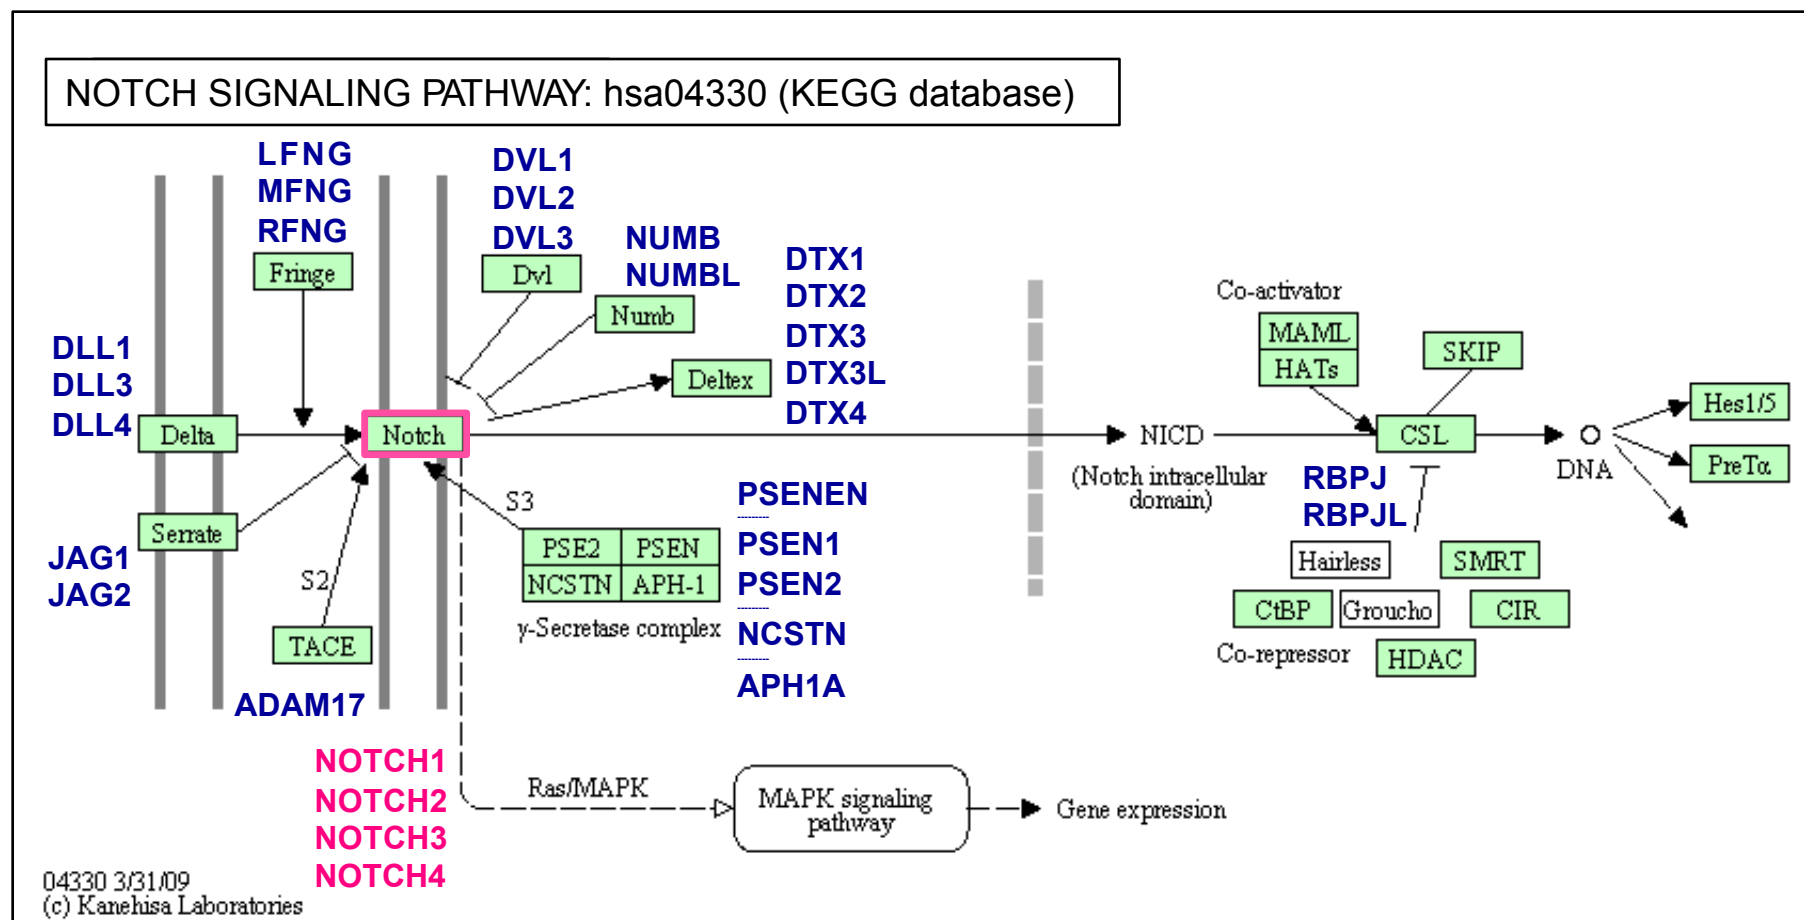 NOTCH SIGNALING PATHWAY: hsa04330 (KEGG database)
LFNG
MFNG
RFNG
Fringe
DVL1
DVL2
DVL3
Dvl
NUMB
NUMBL
Numb
DTX1
DTX2
DTX3
DTX3L
DTX4
Deltex
DLL1
DLL3
DLL4
Delta
Notch
Serrate
JAG1
JAG2
S2
TACE
ADAM17
S3
PSE2 PSEN
NCSTN APH-1
γ-Secretase complex
PSENEN
PSEN1
PSEN2
NCSTN
APH1A
NICD
(Notch intracellular
domain)
Co-activator
MAML
HATs
SKIP
CSL
RBPJ
RBPJL
DNA
Hes1/5
PreTα
Hairless
SMRT
CtBP
Groucho
CIR
Co-repressor
HDAC
NOTCH1
NOTCH2
NOTCH3
NOTCH4
Ras/MAPK
MAPK signaling
pathway
Gene expression
04330 3/31/09
(c) Kanehisa Laboratories